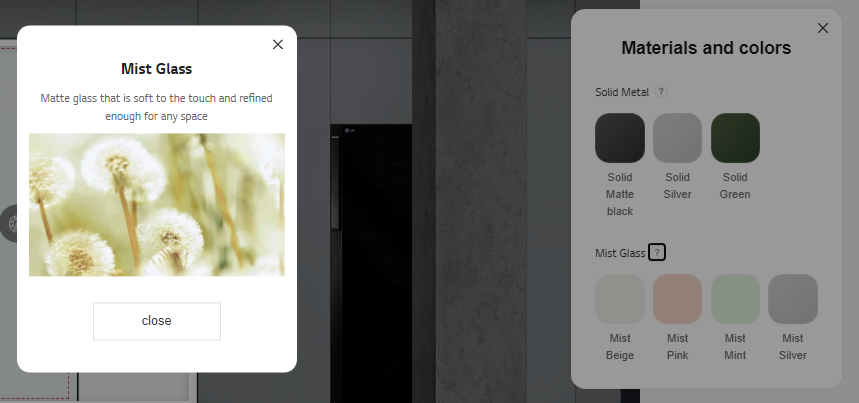 Mist Glass
Matte glass that is soft to the touch and refined
enough for any space
close
LG
Materials and colors
Solid Metal ?
Solid
Matte
black
Solid
Silver
Solid
Green
Mist Glass ?
Mist
Beige
Mist
Pink
Mist
Mint
Mist
Silver